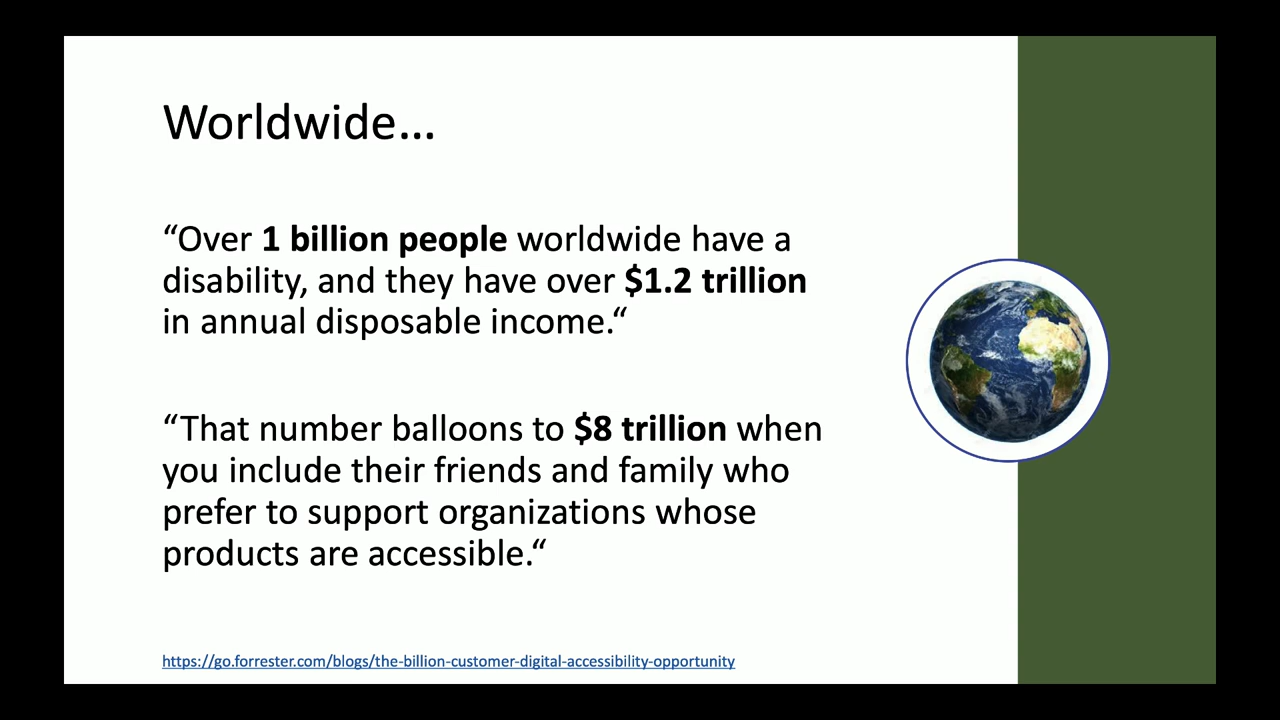 Worldwide...
“Over 1 billion people worldwide have a
disability, and they have over $1.2 trillion
in annual disposable income.“
“That number balloons to $8 trillion when
you include their friends and family who
prefer to support organizations whose
products are accessible.“
https://go.forrester.com/blogs/the-billion-customer-digital-accessibility-opportunity